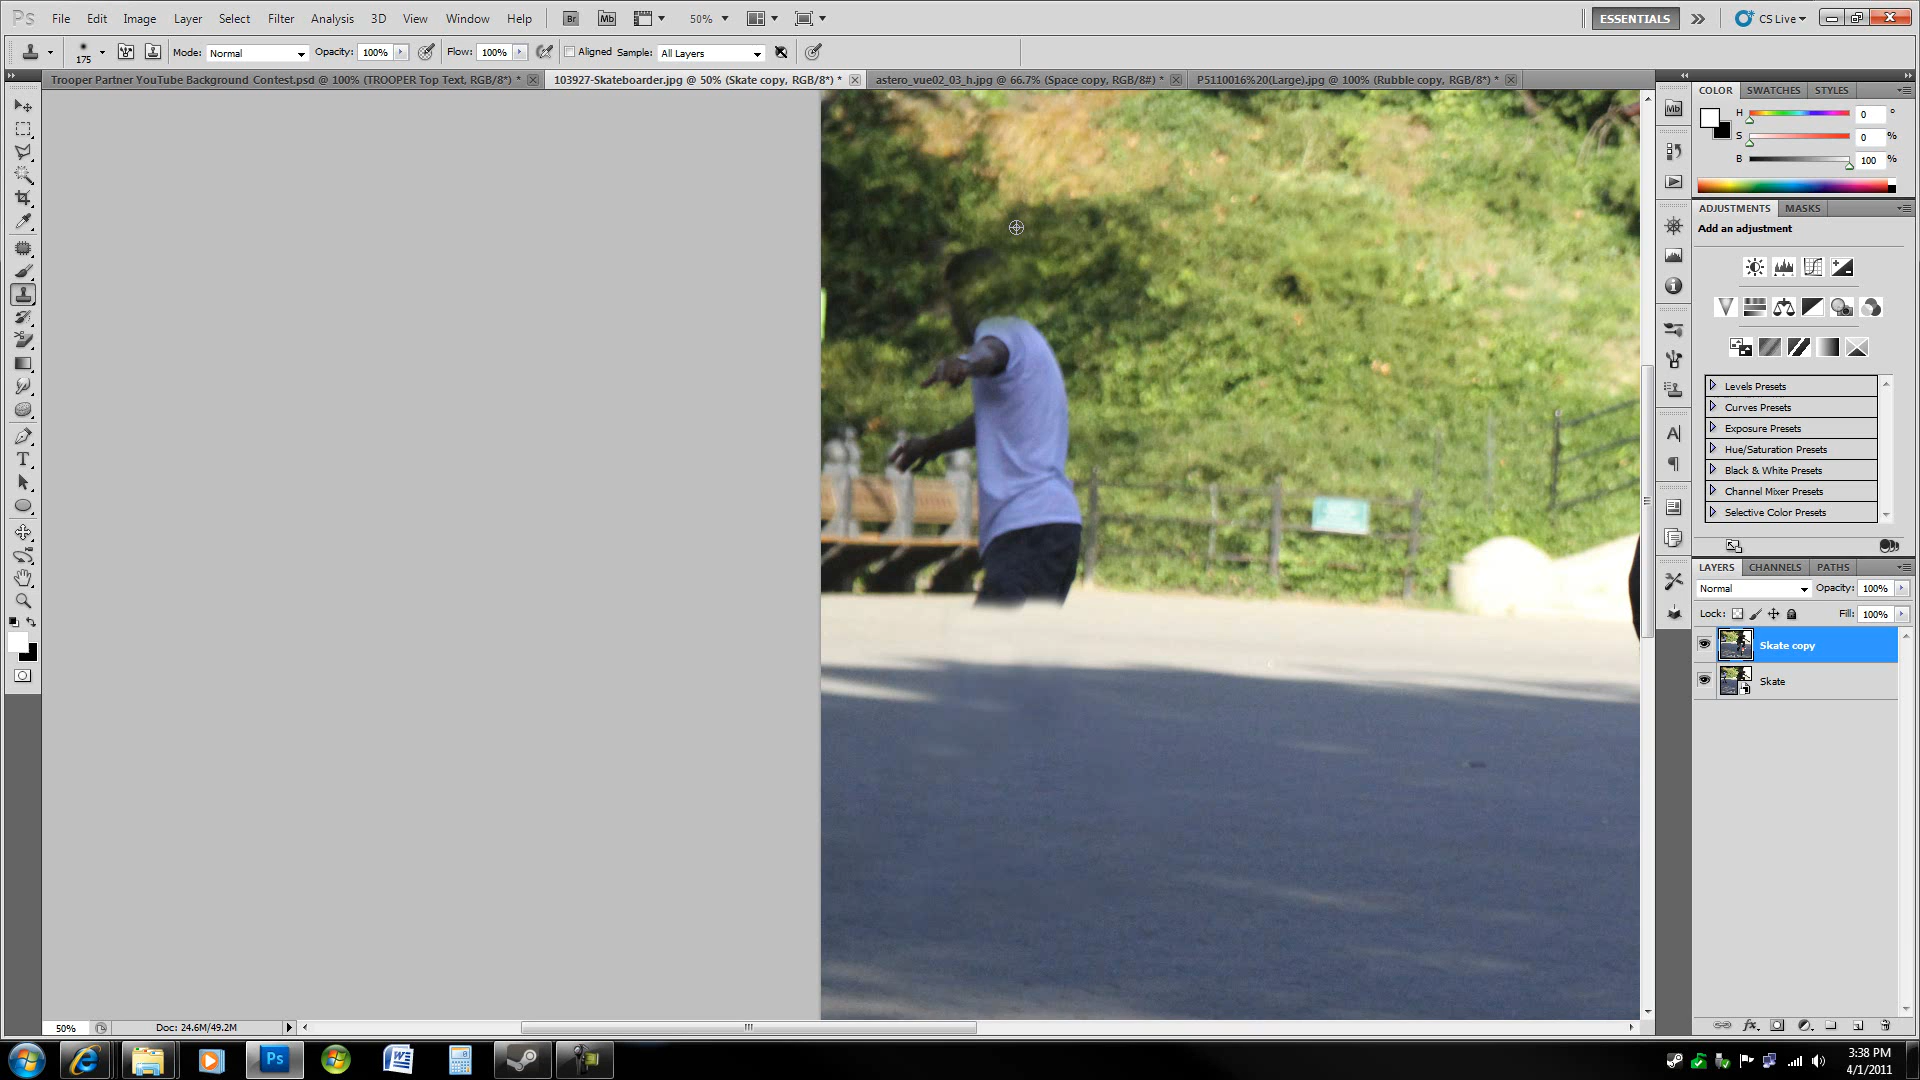 Ps File Edit Image Layer Select Filter Analysis 3D View Window Help Br Mb 50% ESSENTIALS CS Live
175 Mode: Normal Opacity: 100% Flow: 100% Aligned Sample: All Layers
Trooper Partner YouTube Background Contest.psd @ 100% (TROOPER Top Text, RGB/8*) * 103927-Skateboarder.jpg @ 50% (Skate copy, RGB/8*) * astero_vue02_03_h.jpg @ 66.7% (Space copy, RGB/8#) * P5110016%20(Large).jpg @ 100% (Rubble copy, RGB/8*) *
COLOR SWATCHES STYLES
H 0 °
S 0 %
B 100 %
ADJUSTMENTS MASKS
Add an adjustment
Levels Presets
Curves Presets
Exposure Presets
Hue/Saturation Presets
Black & White Presets
Channel Mixer Presets
Selective Color Presets
LAYERS CHANNELS PATHS
Normal Opacity: 100%
Lock: Fill: 100%
Skate copy
Skate
50% Doc: 24.6M/49.2M
Ps W
3:38 PM
4/1/2011